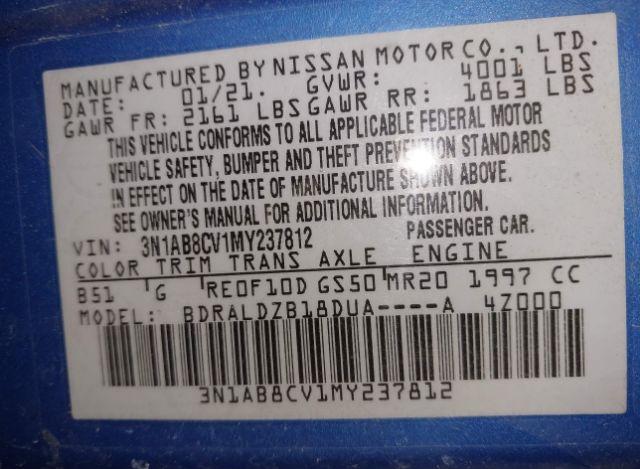 MANUFACTURED BY NISSAN MOTOR CO., LTD.
DATE: 01/21. GVWR: 4001 LBS
GAWR FR: 2161 LBS GAWR RR: 1863 LBS
THIS VEHICLE CONFORMS TO ALL APPLICABLE FEDERAL MOTOR
VEHICLE SAFETY, BUMPER AND THEFT PREVENTION STANDARDS
IN EFFECT ON THE DATE OF MANUFACTURE SHOWN ABOVE.
SEE OWNER'S MANUAL FOR ADDITIONAL INFORMATION.
VIN: 3N1AB8CV1MY237812 PASSENGER CAR.
COLOR TRIM TRANS AXLE ENGINE
B51 G RE0F10D GS50 MR20 1997 CC
MODEL: BDRALDZB18DUA----A 4Z000
3N1AB8CV1MY237812